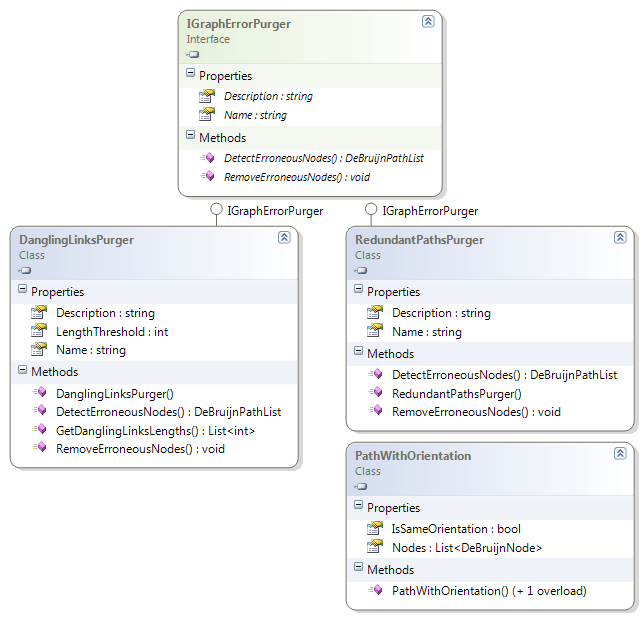 IGraphErrorPurger
Interface
Properties
Description : string
Name : string
Methods
DetectErroneousNodes() : DeBruijnPathList
RemoveErroneousNodes() : void
IGraphErrorPurger
DanglingLinksPurger
Class
Properties
Description : string
LengthThreshold : int
Name : string
Methods
DanglingLinksPurger()
DetectErroneousNodes() : DeBruijnPathList
GetDanglingLinksLengths() : List<int>
RemoveErroneousNodes() : void
IGraphErrorPurger
RedundantPathsPurger
Class
Properties
Description : string
Name : string
Methods
DetectErroneousNodes() : DeBruijnPathList
RedundantPathsPurger()
RemoveErroneousNodes() : void
PathWithOrientation
Class
Properties
IsSameOrientation : bool
Nodes : List<DeBruijnNode>
Methods
PathWithOrientation() (+ 1 overload)